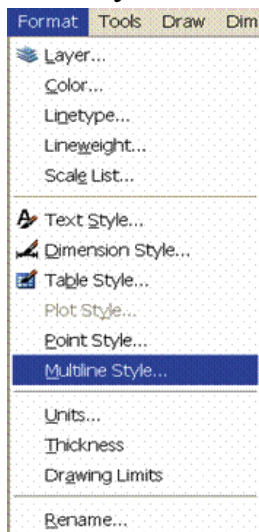 Format Tools Draw Dim
Layer...
Color...
Linetype...
Lineweight...
Scale List...
Text Style...
Dimension Style...
Table Style...
Plot Style...
Point Style...
Multiline Style...
Units...
Thickness
Drawing Limits
Rename...